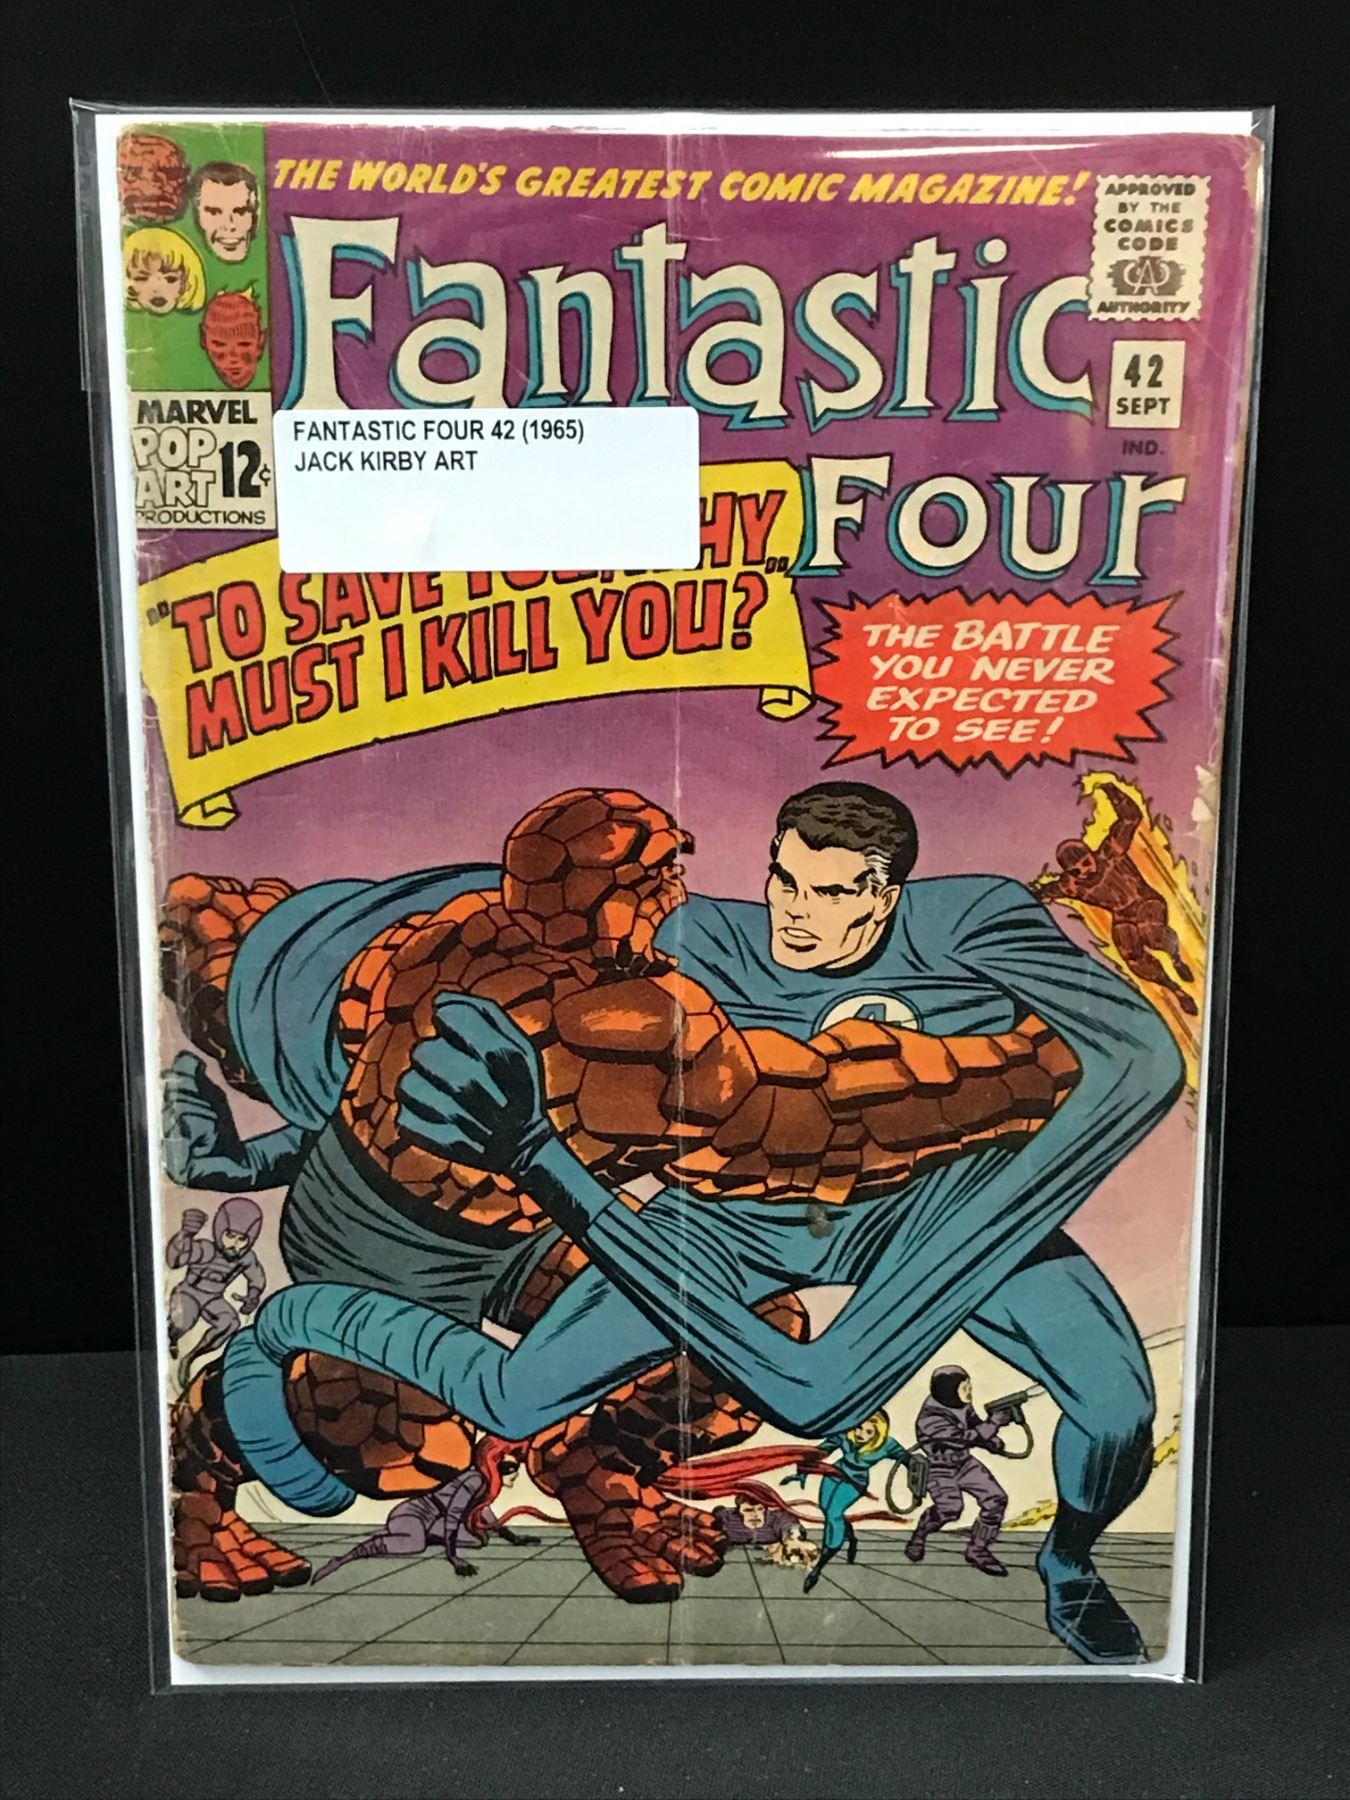 THE WORLD'S GREATEST COMIC MAGAZINE!
APPROVED
BY THE
COMICS
CODE
CA
AUTHORITY
Fantastic
Four
42
SEPT
IND.
MARVEL
POP
ART
12¢
PRODUCTIONS
FANTASTIC FOUR 42 (1965)
JACK KIRBY ART
"TO SAVE
MUST I KILL YOU?
THE BATTLE
YOU NEVER
EXPECTED
TO SEE!
4